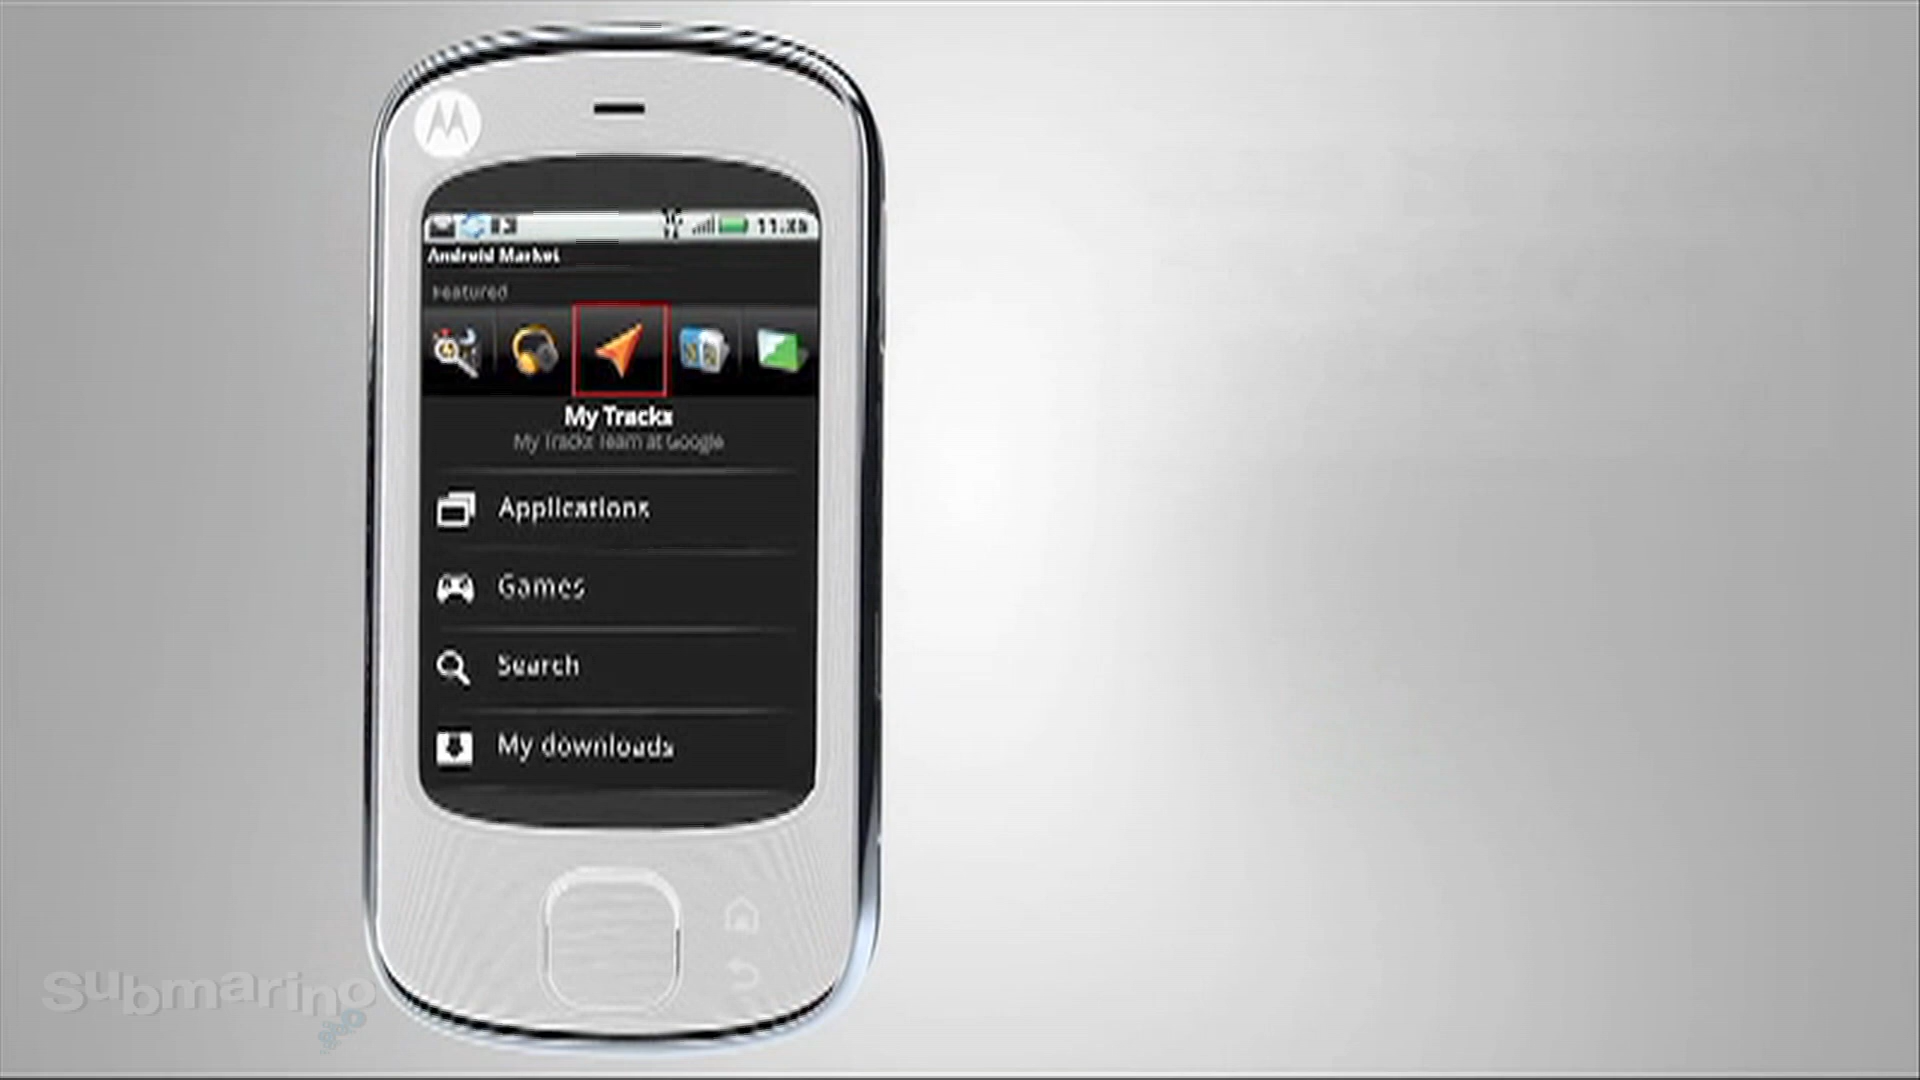 Android Market
Featured
My Tracks
My Tracks Team at Google
Applications
Games
Search
My downloads
submarino